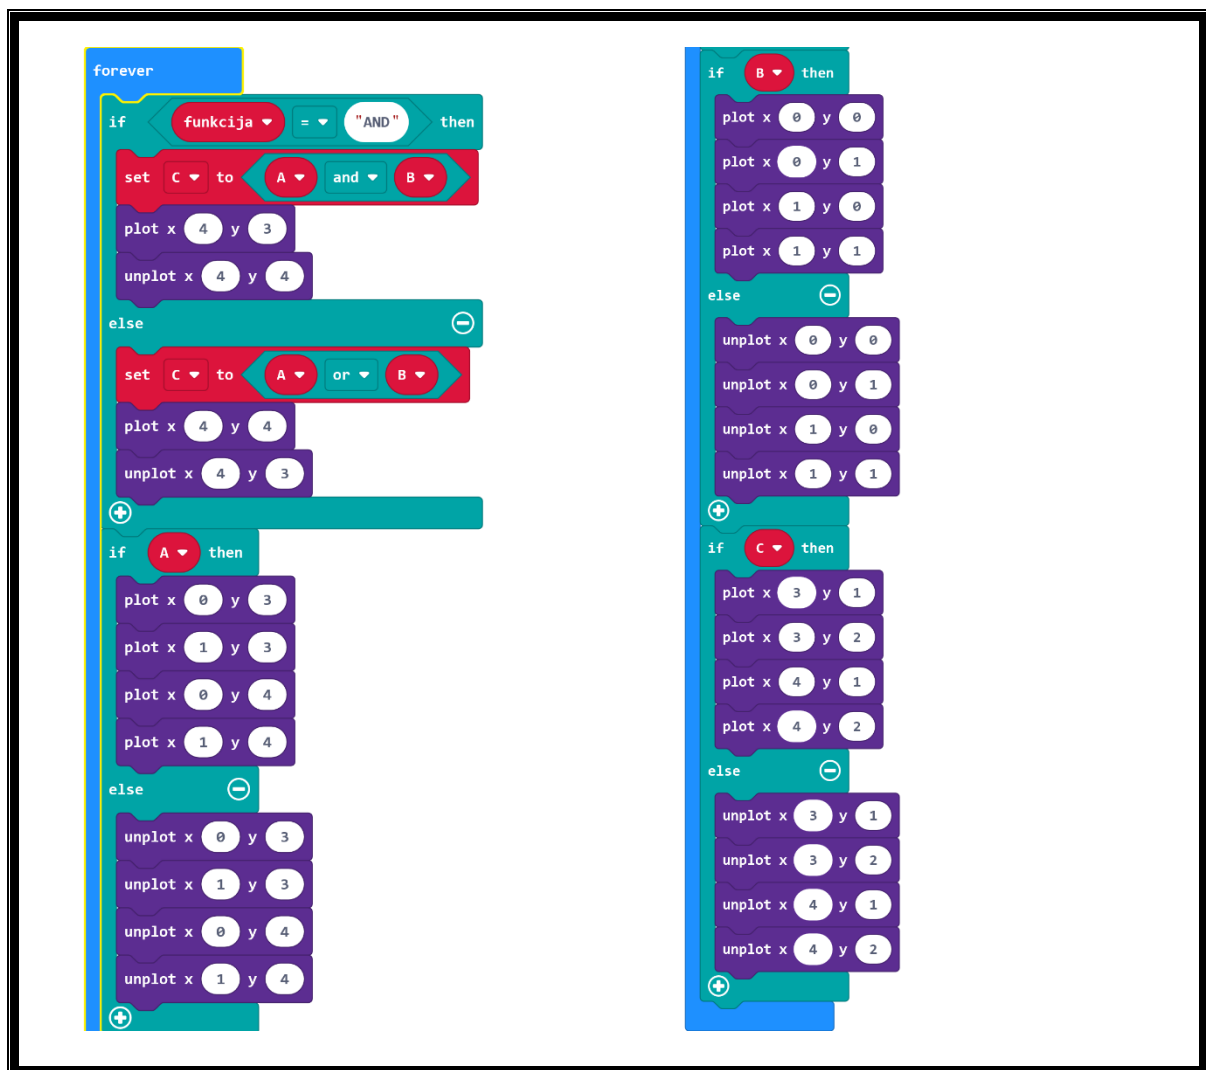 forever
if funkcija = "AND" then
set C to A and B
plot x 4 y 3
unplot x 4 y 4
else
set C to A or B
plot x 4 y 4
unplot x 4 y 3
if A then
plot x 0 y 3
plot x 1 y 3
plot x 0 y 4
plot x 1 y 4
else
unplot x 0 y 3
unplot x 1 y 3
unplot x 0 y 4
unplot x 1 y 4
if B then
plot x 0 y 0
plot x 0 y 1
plot x 1 y 0
plot x 1 y 1
else
unplot x 0 y 0
unplot x 0 y 1
unplot x 1 y 0
unplot x 1 y 1
if C then
plot x 3 y 1
plot x 3 y 2
plot x 4 y 1
plot x 4 y 2
else
unplot x 3 y 1
unplot x 3 y 2
unplot x 4 y 1
unplot x 4 y 2